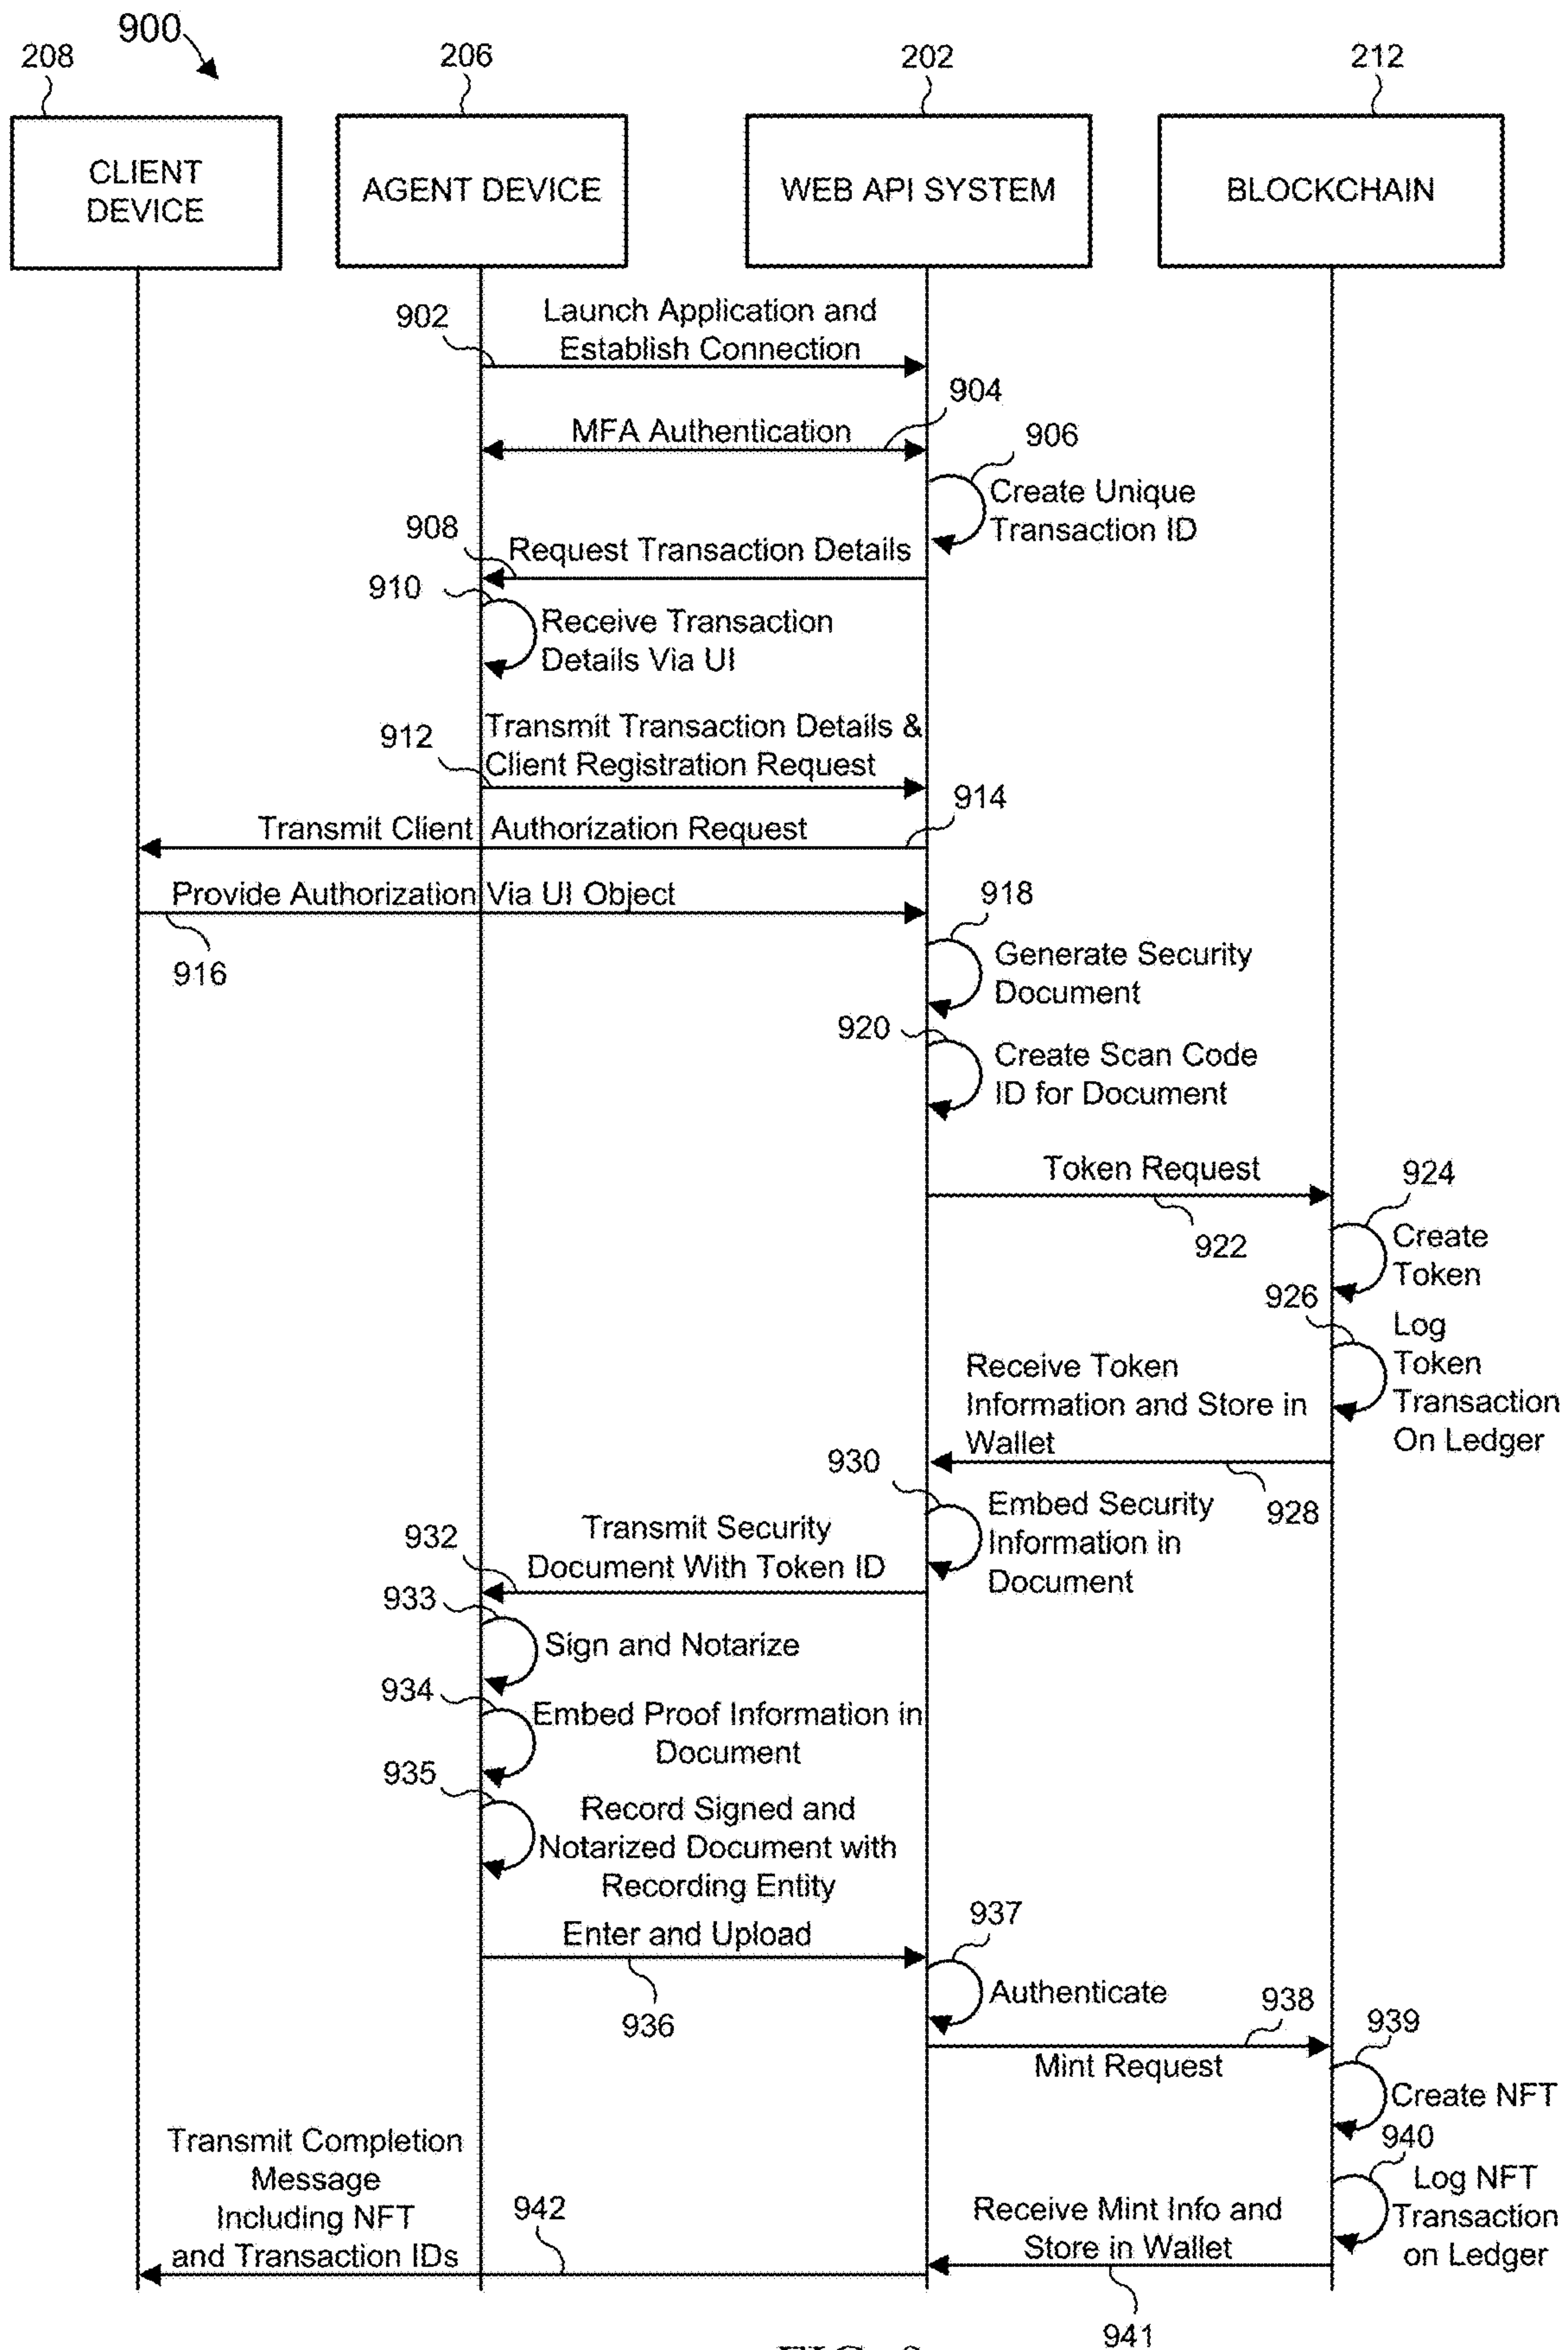 900
208
206
202
212
CLIENT
DEVICE
AGENT DEVICE
WEB API SYSTEM
BLOCKCHAIN
902
Launch Application and
Establish Connection
904
MFA Authentication
906
Create Unique
Transaction ID
908
Request Transaction Details
910
Receive Transaction
Details Via UI
912
Transmit Transaction Details &
Client Registration Request
914
Transmit Client Authorization Request
Provide Authorization Via UI Object
916
918
Generate Security
Document
920
Create Scan Code
ID for Document
Token Request
922
924
Create
Token
926
Log
Token
Transaction
On Ledger
Receive Token
Information and Store in
Wallet
928
930
Embed Security
Information in
Document
932
Transmit Security
Document With Token ID
933
Sign and Notarize
934
Embed Proof Information in
Document
935
Record Signed and
Notarized Document with
Recording Entity
Enter and Upload
936
937
Authenticate
938
Mint Request
939
Create NFT
940
Log NFT
Transaction
on Ledger
Receive Mint Info and
Store in Wallet
941
942
Transmit Completion
Message
Including NFT
and Transaction IDs